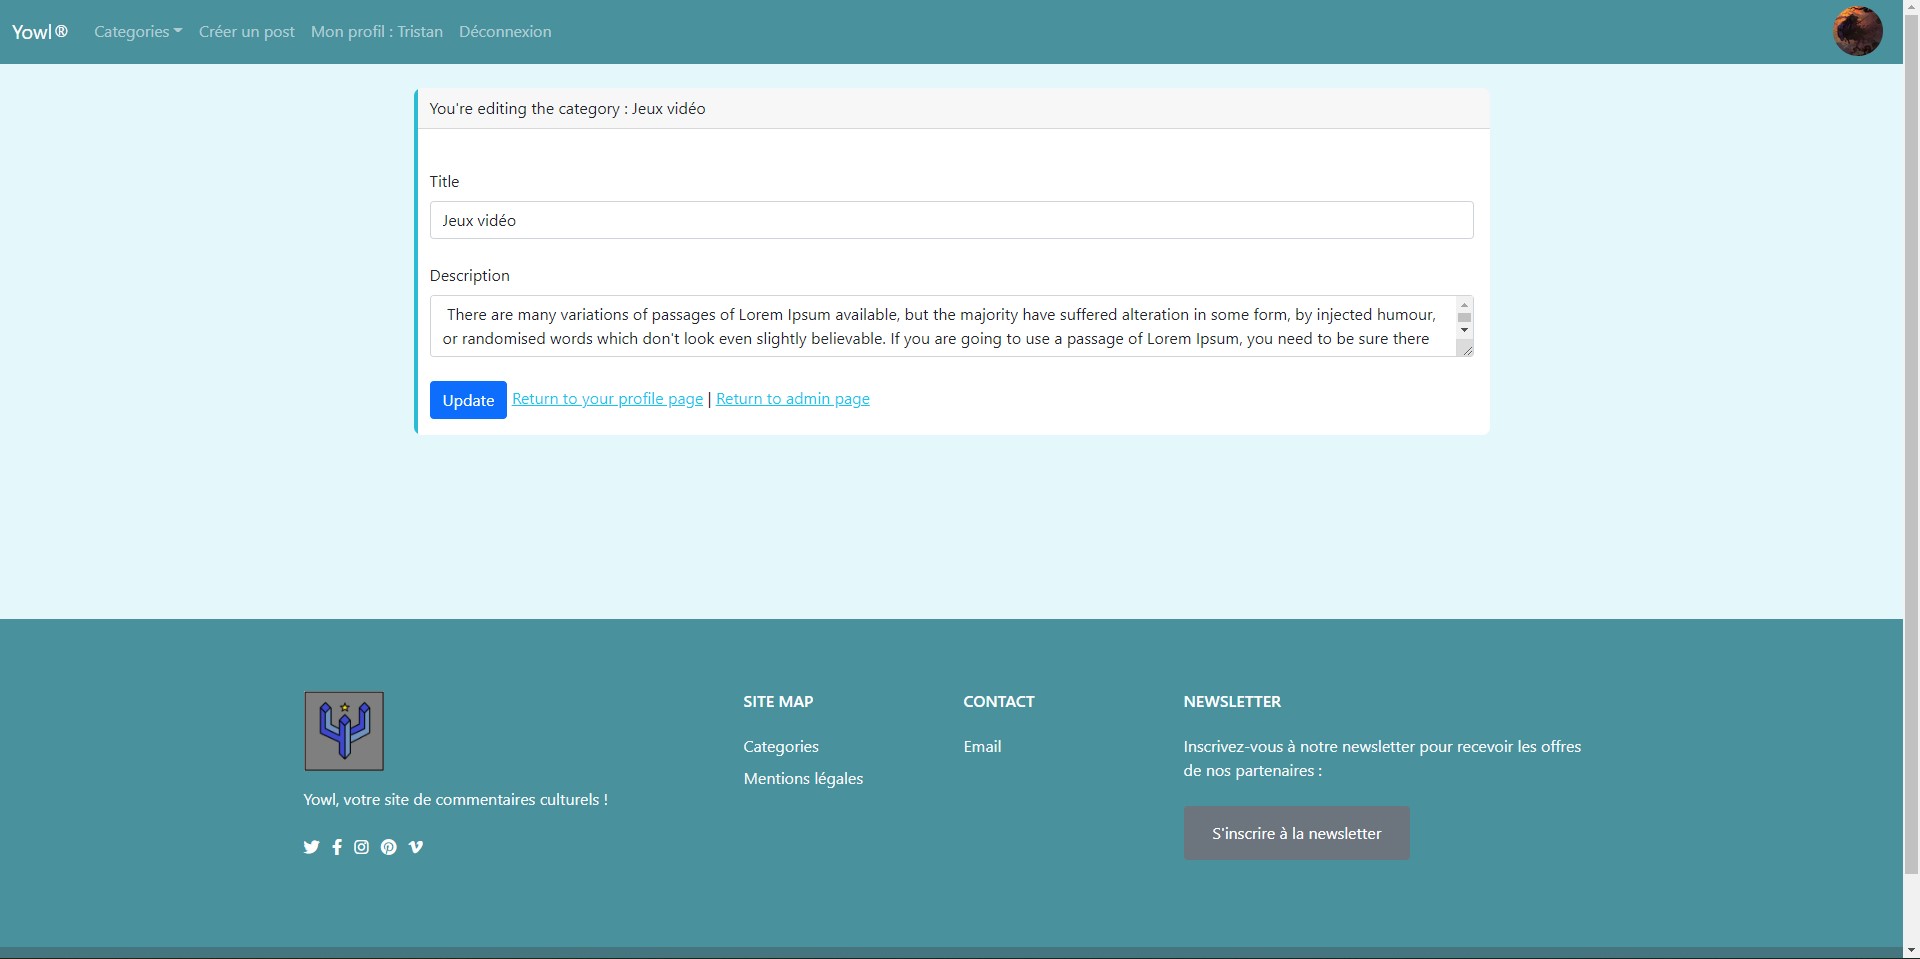 Yowl ® Categories Créer un post Mon profil : Tristan Déconnexion
You're editing the category : Jeux vidéo
Title
Jeux vidéo
Description
There are many variations of passages of Lorem Ipsum available, but the majority have suffered alteration in some form, by injected humour,
or randomised words which don't look even slightly believable. If you are going to use a passage of Lorem Ipsum, you need to be sure there
Update Return to your profile page | Return to admin page
Yowl, votre site de commentaires culturels !
SITE MAP
Categories
Mentions légales
CONTACT
Email
NEWSLETTER
Inscrivez-vous à notre newsletter pour recevoir les offres
de nos partenaires :
S'inscrire à la newsletter